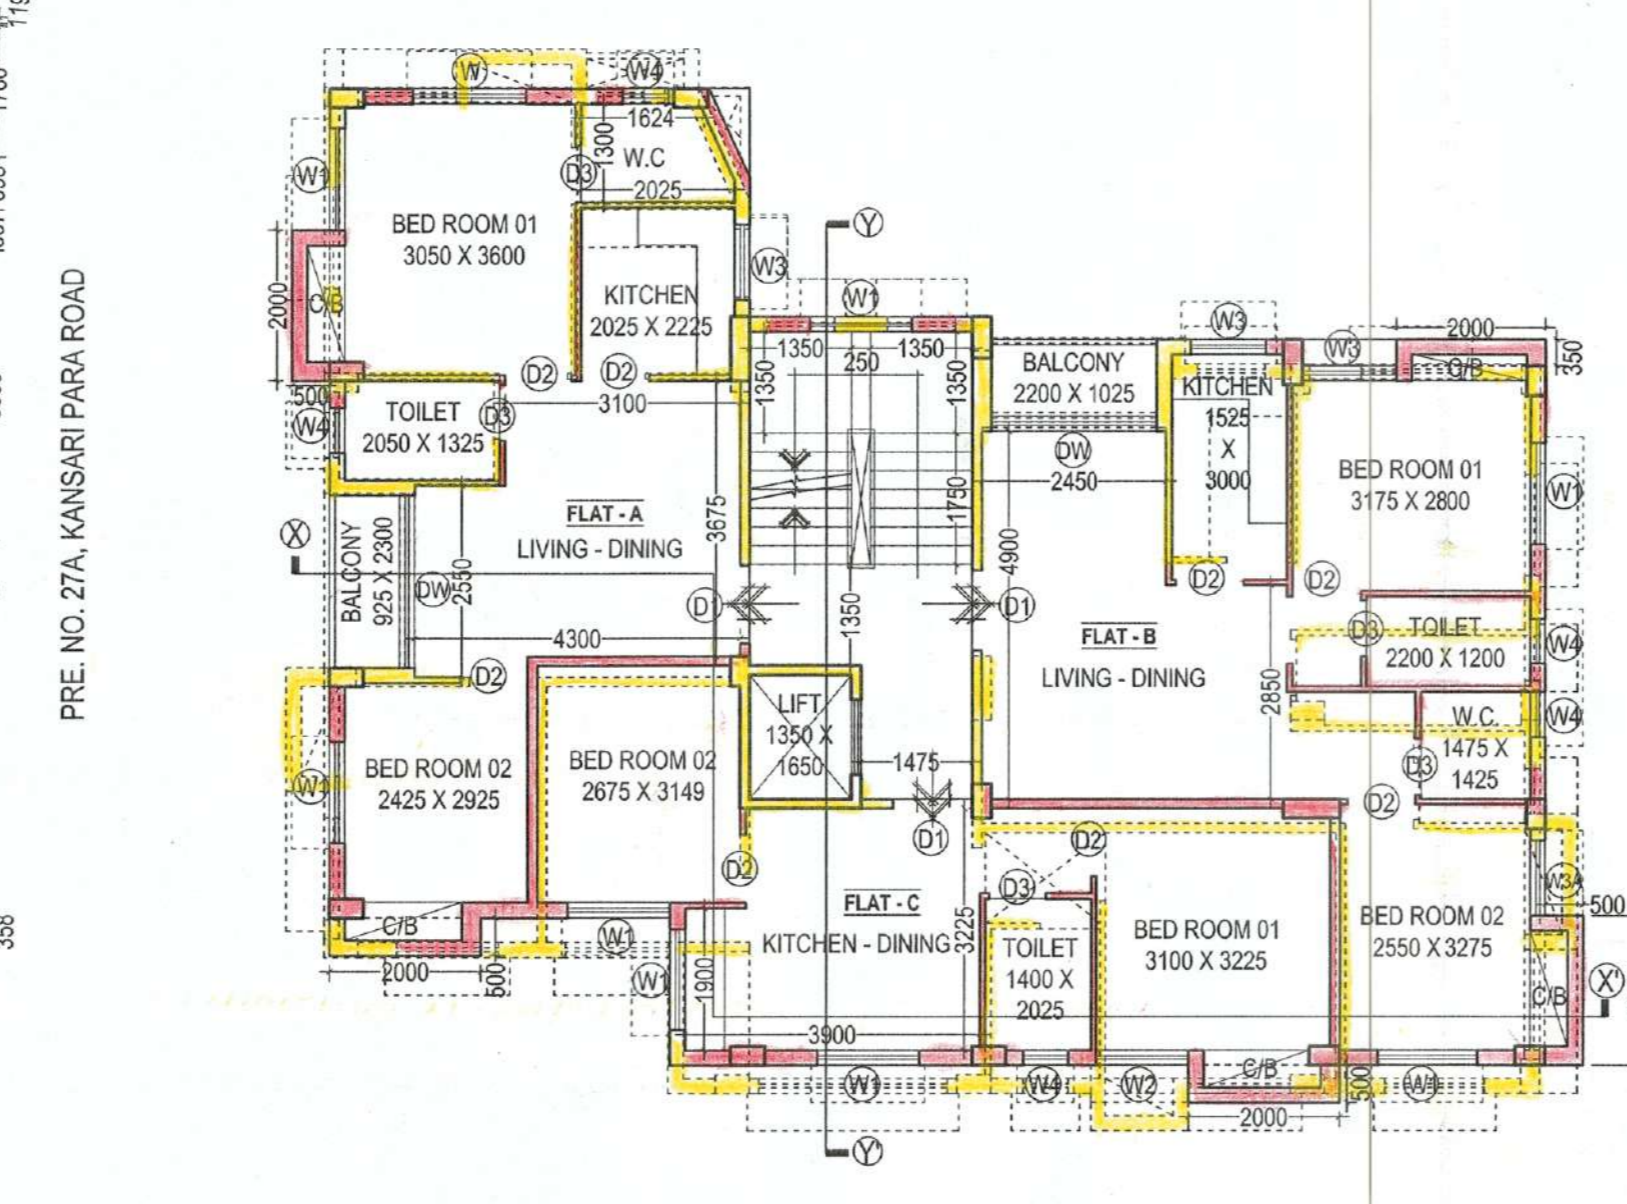 119
1760
358
PRE. NO. 27A, KANSARI PARA ROAD
W
W4
1624
1300
W.C
2025
D3
W1
BED ROOM 01
3050 X 3600
KITCHEN
2025 X 2225
W3
C/B
2000
D2
D2
3100
500
W4
TOILET
2050 X 1325
D3
Y
W1
1350
250
1350
1350
1350
BALCONY
2200 X 1025
W3
KITCHEN
1525
X
3000
W3
2000
C/B
350
DW
2450
BED ROOM 01
3175 X 2800
W1
FLAT - A
LIVING - DINING
3675
1750
4900
X
BALCONY
925 X 2300
DW
2550
D1
1350
D1
D2
D2
4300
FLAT - B
LIVING - DINING
D3
TOILET
2200 X 1200
W4
D2
2850
LIFT
1350 X
1650
W.C.
1475 X
1425
W4
D3
BED ROOM 02
2425 X 2925
BED ROOM 02
2675 X 3149
1475
D2
W1
D1
D2
D2
D3
W3A
500
FLAT - C
KITCHEN - DINING
3225
BED ROOM 01
3100 X 3225
BED ROOM 02
2550 X 3275
C/B
W1
2000
500
W1
1900
TOILET
1400 X
2025
C/B
X'
3900
C/B
W1
W4
W2
500
W1
2000
Y'